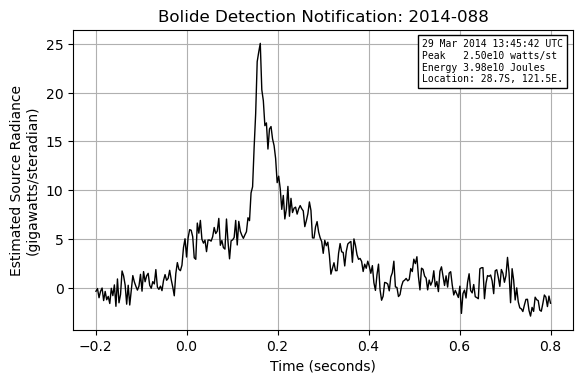 Bolide Detection Notification: 2014-088
29 Mar 2014 13:45:42 UTC
Peak   2.50e10 watts/st
Energy 3.98e10 Joules
Location: 28.7S, 121.5E.
Estimated Source Radiance
(gigawatts/steradian)
25
20
15
10
5
0
−0.2
0.0
0.2
0.4
0.6
0.8
Time (seconds)